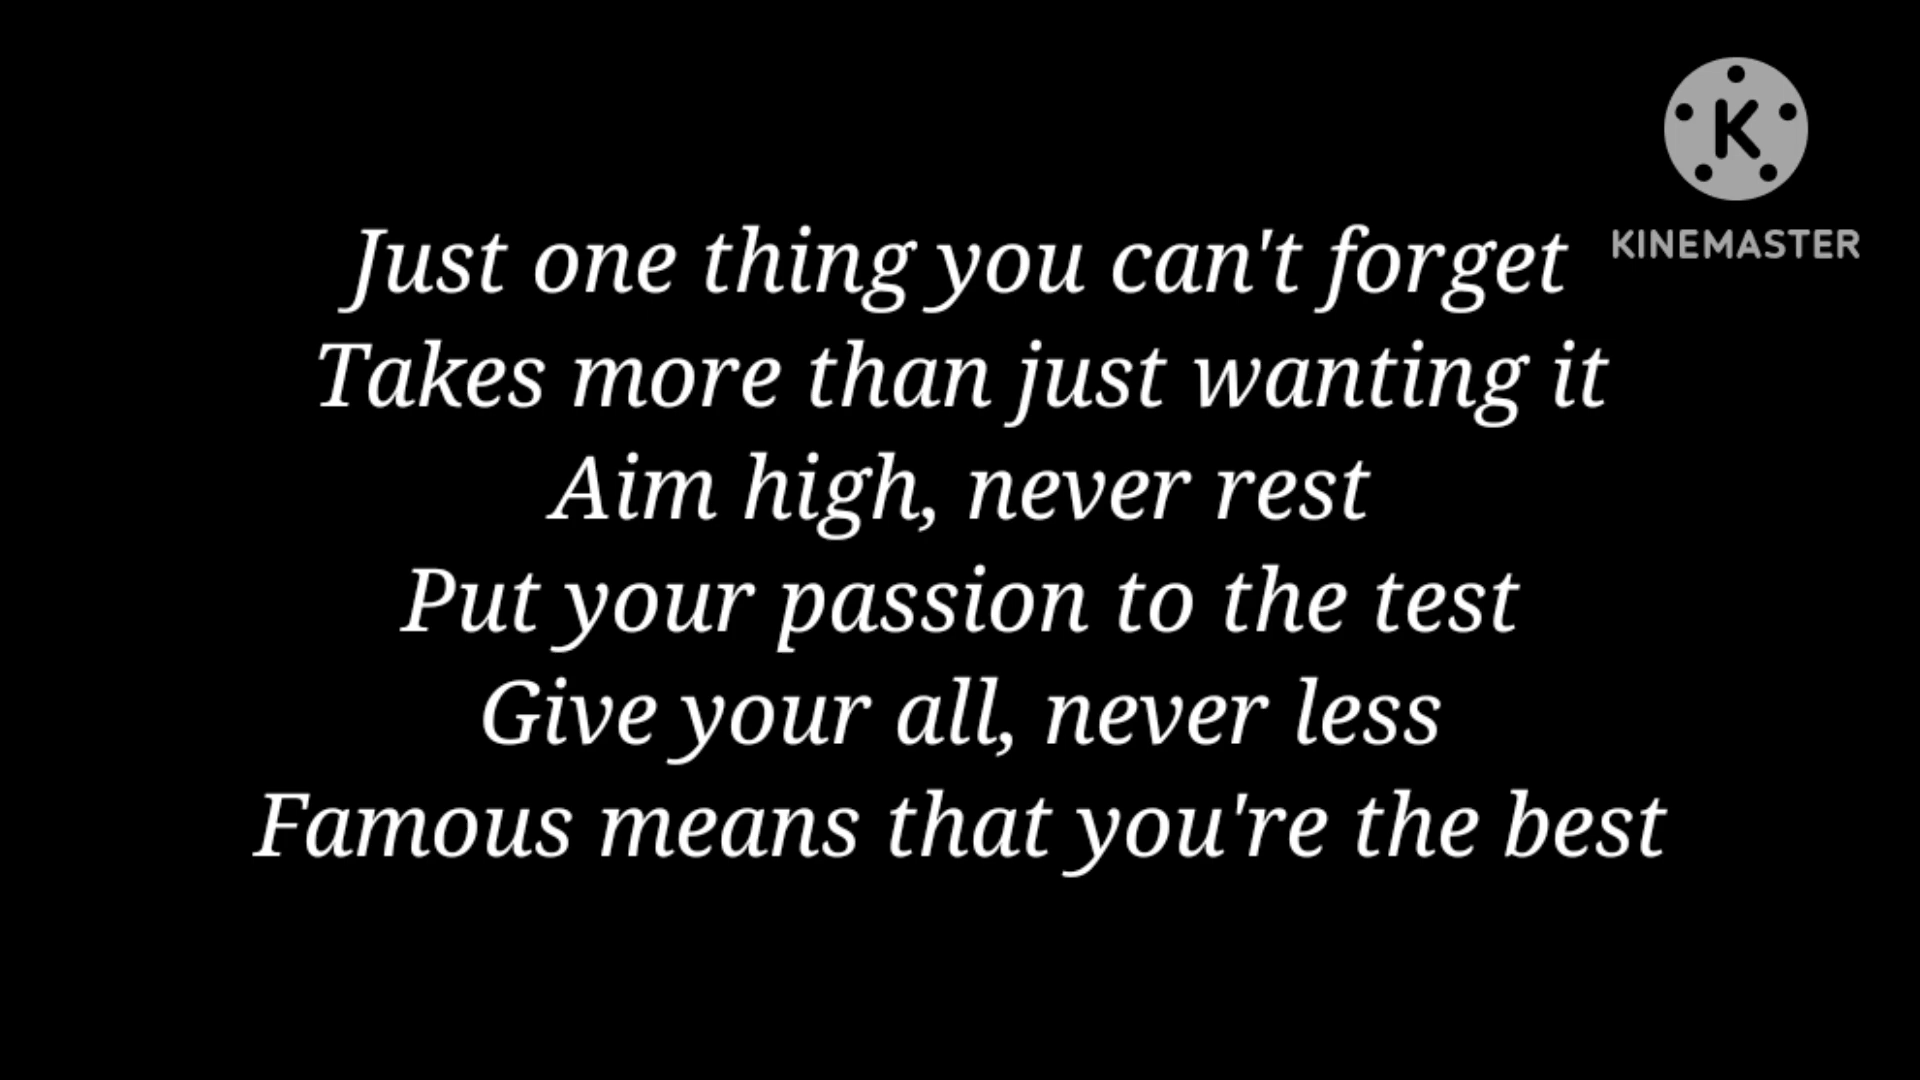 KINEMASTER
Just one thing you can't forget
Takes more than just wanting it
Aim high, never rest
Put your passion to the test
Give your all, never less
Famous means that you're the best